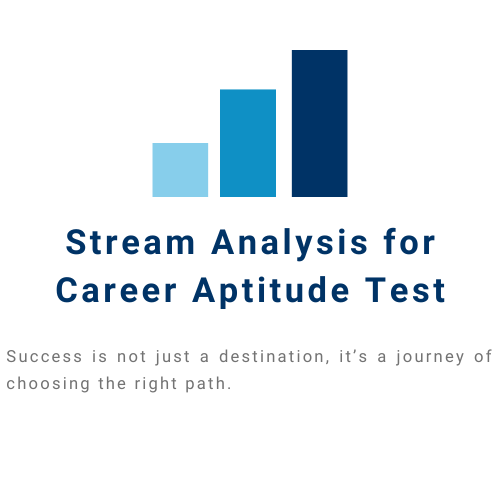 Stream Analysis for
Career Aptitude Test
Success is not just a destination, it’s a journey of
choosing the right path.